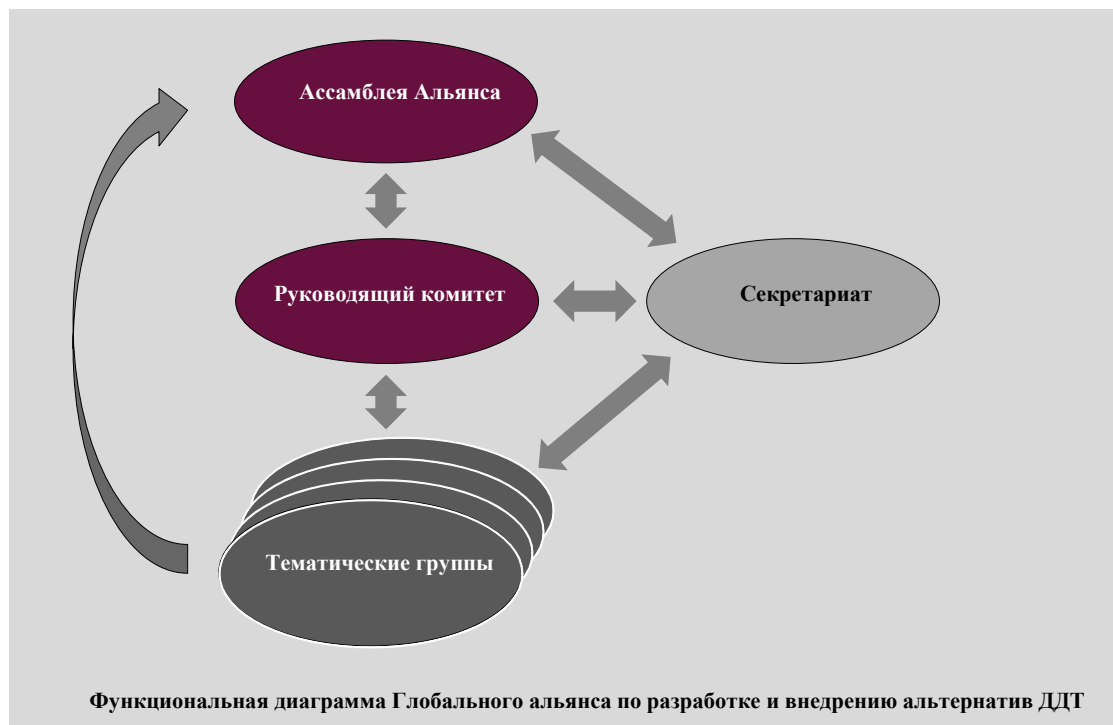 Ассамблея Альянса
Руководящий комитет
Секретариат
Тематические группы
Функциональная диаграмма Глобального альянса по разработке и внедрению альтернатив ДДТ